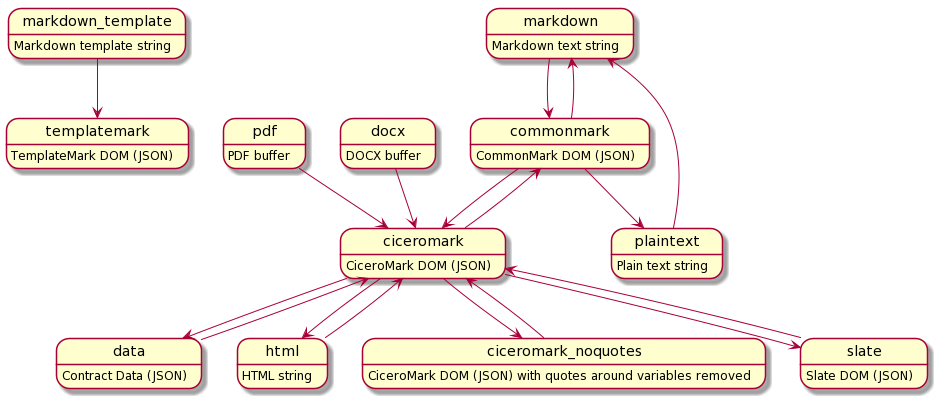 markdown_template
Markdown template string
markdown
Markdown text string
templatemark
TemplateMark DOM (JSON)
pdf
PDF buffer
docx
DOCX buffer
commonmark
CommonMark DOM (JSON)
ciceromark
CiceroMark DOM (JSON)
plaintext
Plain text string
data
Contract Data (JSON)
html
HTML string
ciceromark_noquotes
CiceroMark DOM (JSON) with quotes around variables removed
slate
Slate DOM (JSON)